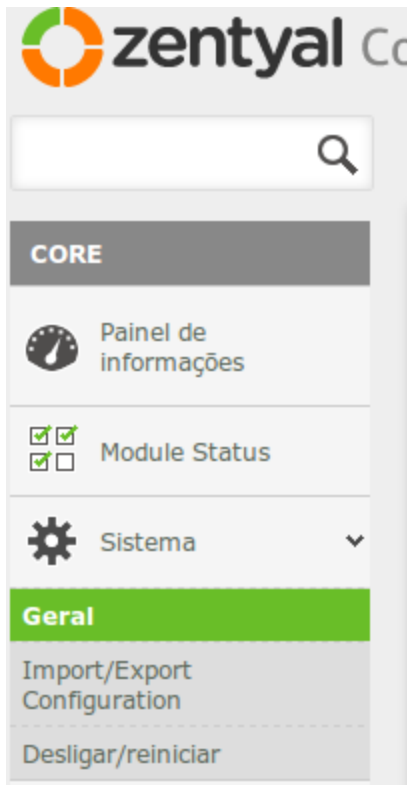 zentyal Co
CORE
Painel de
informações
Module Status
Sistema
Geral
Import/Export
Configuration
Desligar/reiniciar